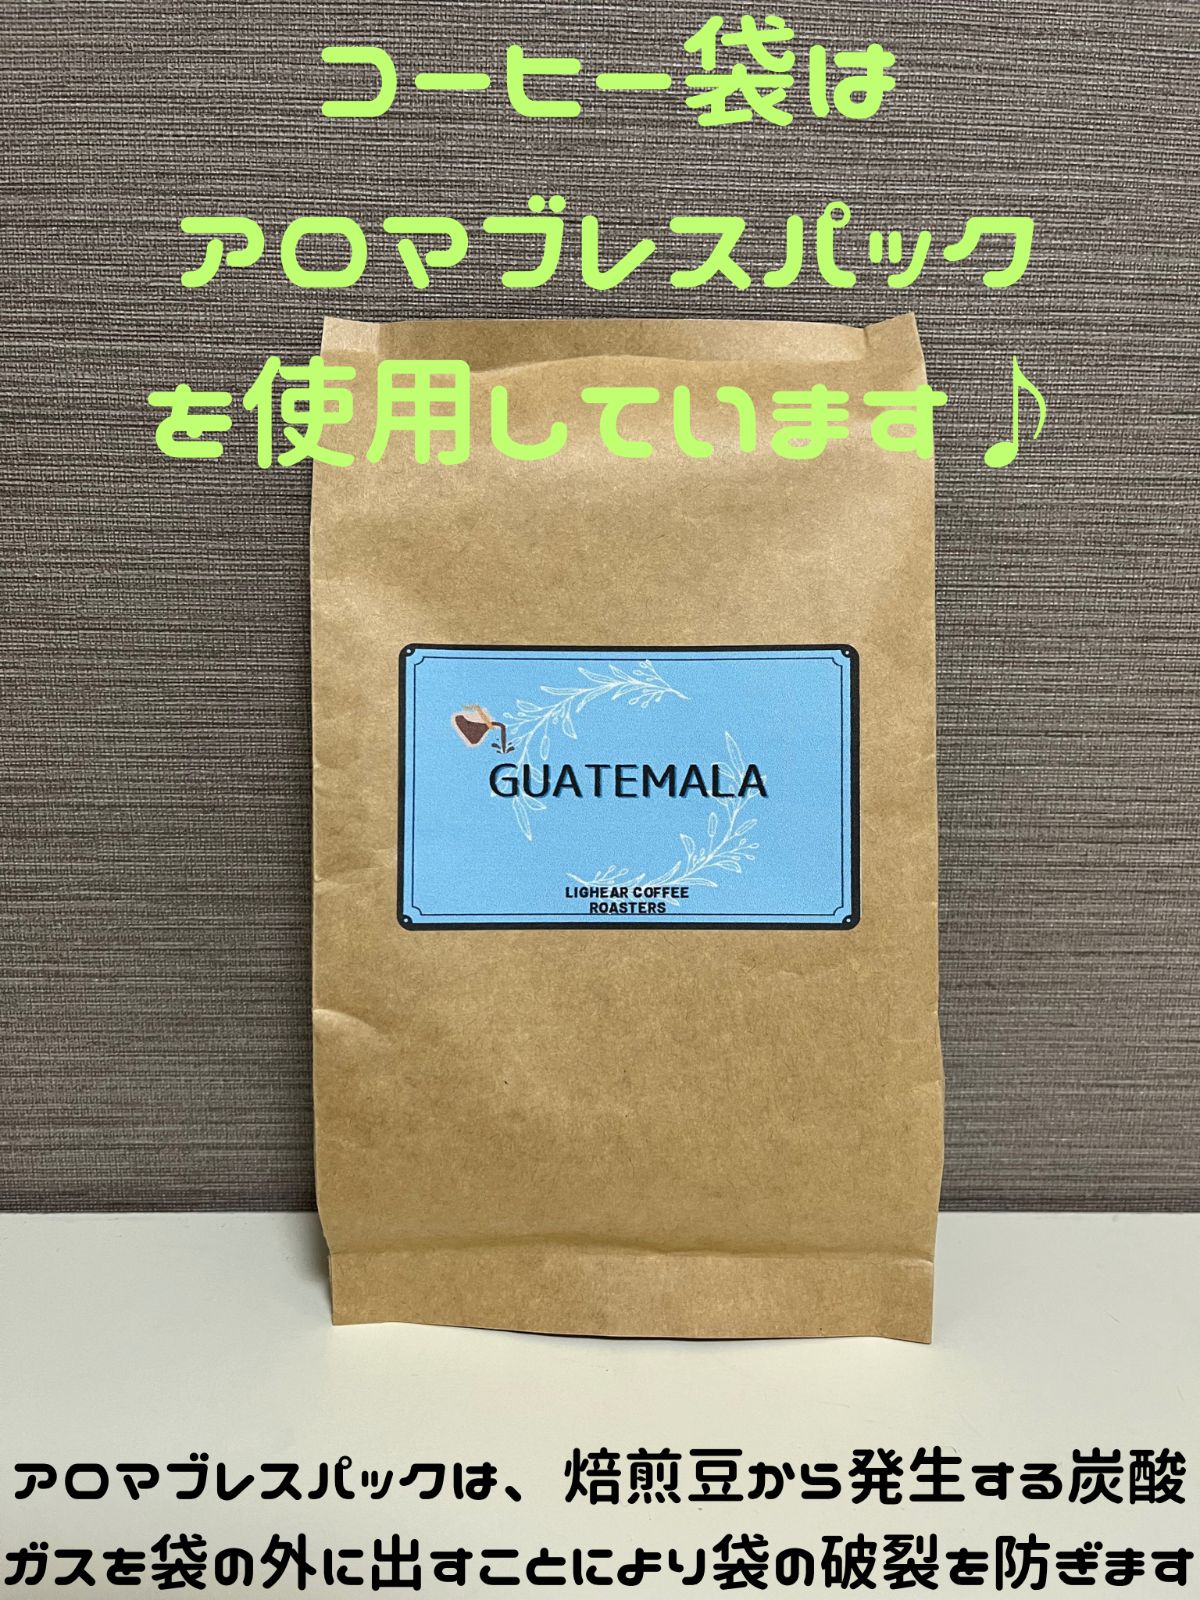 コーヒー袋は
アロマブレスパック
を使用しています♪
GUATEMALA
LIGHEAR COFFEE
ROASTERS
アロマブレスパックは、焙煎豆から発生する炭酸
ガスを袋の外に出すことにより袋の破裂を防ぎます